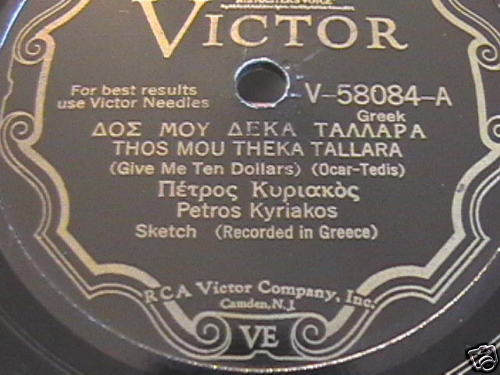 VICTOR
For best results
use Victor Needles
V-58084-A
Greek
ΔΟΣ ΜΟΥ ΔΕΚΑ ΤΑΛΛΑΡΑ
THOS MOU THEKA TALLARA
(Give Me Ten Dollars) (Ocar-Tedis)
Πέτρος Κυριακὸς
Petros Kyriakos
Sketch (Recorded in Greece)
RCA Victor Company, Inc.
Camden, N.J.
VE